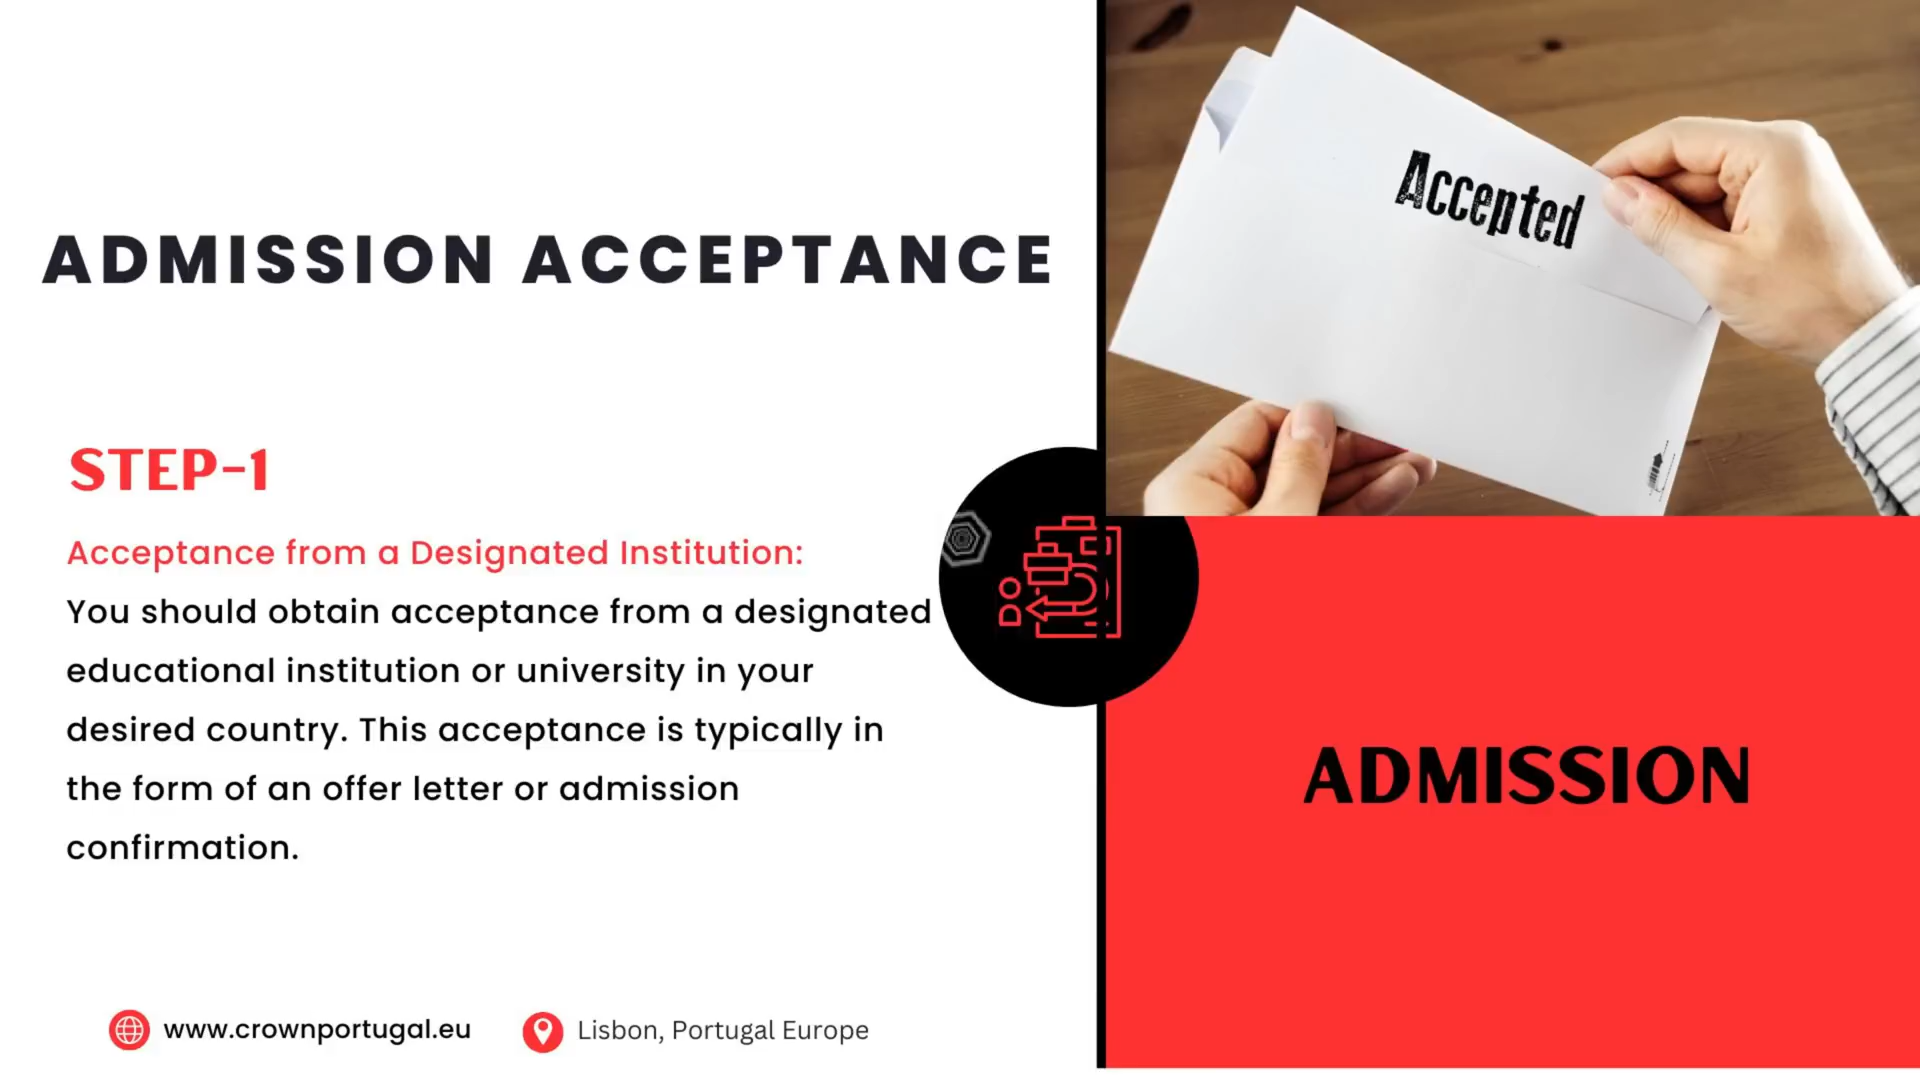 ADMISSION ACCEPTANCE
STEP-1
Acceptance from a Designated Institution:
You should obtain acceptance from a designated
educational institution or university in your
desired country. This acceptance is typically in
the form of an offer letter or admission
confirmation.
www.crownportugal.eu
Lisbon, Portugal Europe
Accepted
ADMISSION